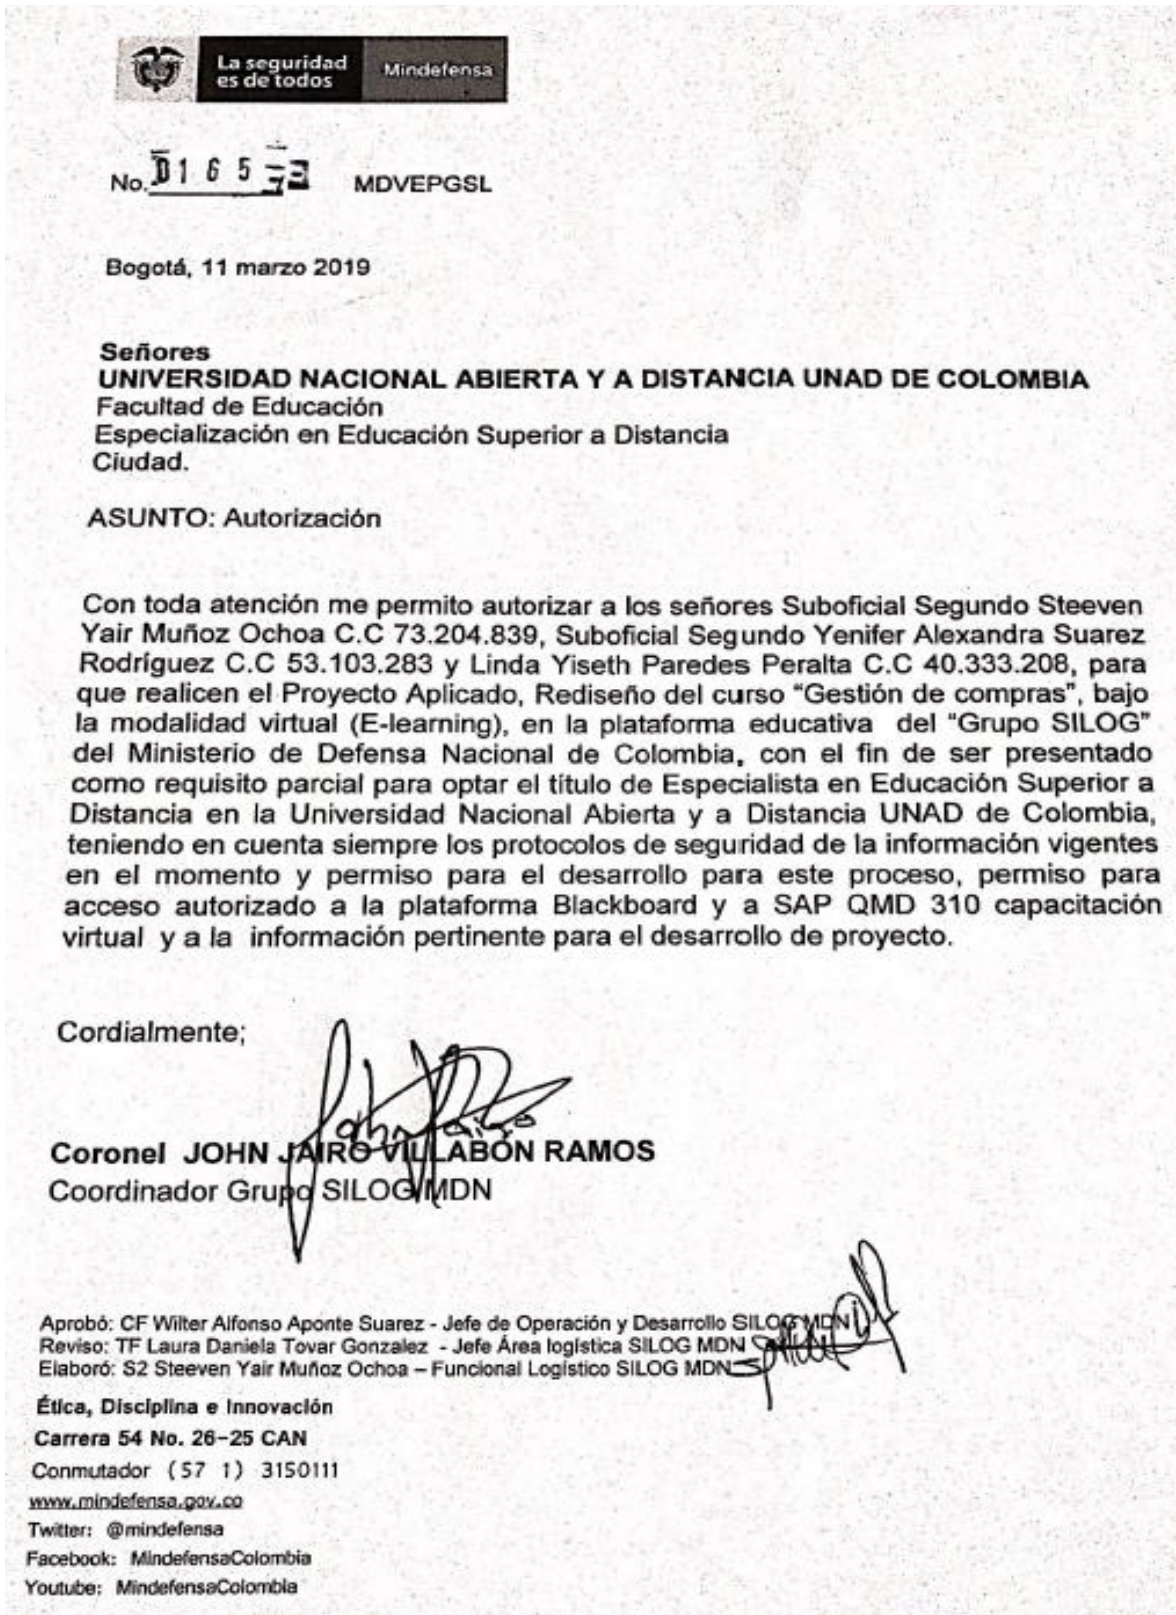 La seguridad
es de todos
Mindefensa
No. 0165 MDVEPGSL
Bogotá, 11 marzo 2019
Señores
UNIVERSIDAD NACIONAL ABIERTA Y A DISTANCIA UNAD DE COLOMBIA
Facultad de Educación
Especialización en Educación Superior a Distancia
Ciudad.
ASUNTO: Autorización
Con toda atención me permito autorizar a los señores Suboficial Segundo Steeven
Yair Muñoz Ochoa C.C 73.204.839, Suboficial Segundo Yenifer Alexandra Suarez
Rodríguez C.C 53.103.283 y Linda Yiseth Paredes Peralta C.C 40.333.208, para
que realicen el Proyecto Aplicado, Rediseño del curso “Gestión de compras”, bajo
la modalidad virtual (E-learning), en la plataforma educativa del “Grupo SILOG”
del Ministerio de Defensa Nacional de Colombia, con el fin de ser presentado
como requisito parcial para optar el título de Especialista en Educación Superior a
Distancia en la Universidad Nacional Abierta y a Distancia UNAD de Colombia,
teniendo en cuenta siempre los protocolos de seguridad de la información vigentes
en el momento y permiso para el desarrollo para este proceso, permiso para
acceso autorizado a la plataforma Blackboard y a SAP QMD 310 capacitación
virtual y a la información pertinente para el desarrollo de proyecto.
Cordialmente;
Coronel JOHN JAIRO VILLABÓN RAMOS
Coordinador Grupo SILOG MDN
Aprobó: CF Wilter Alfonso Aponte Suarez - Jefe de Operación y Desarrollo SILOG MDN
Reviso: TF Laura Daniela Tovar Gonzalez - Jefe Área logística SILOG MDN
Elaboró: S2 Steeven Yair Muñoz Ochoa – Funcional Logístico SILOG MDN
Ética, Disciplina e Innovación
Carrera 54 No. 26-25 CAN
Conmutador (57 1) 3150111
www.mindefensa.gov.co
Twitter: @mindefensa
Facebook: MindefensaColombia
Youtube: MindefensaColombia